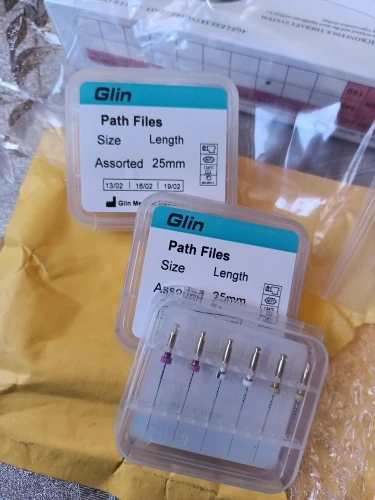 Glin
Path Files
Size Length
Assorted 25mm
13/02 16/02 19/02
Glin
Path Files
Size Length
25mm